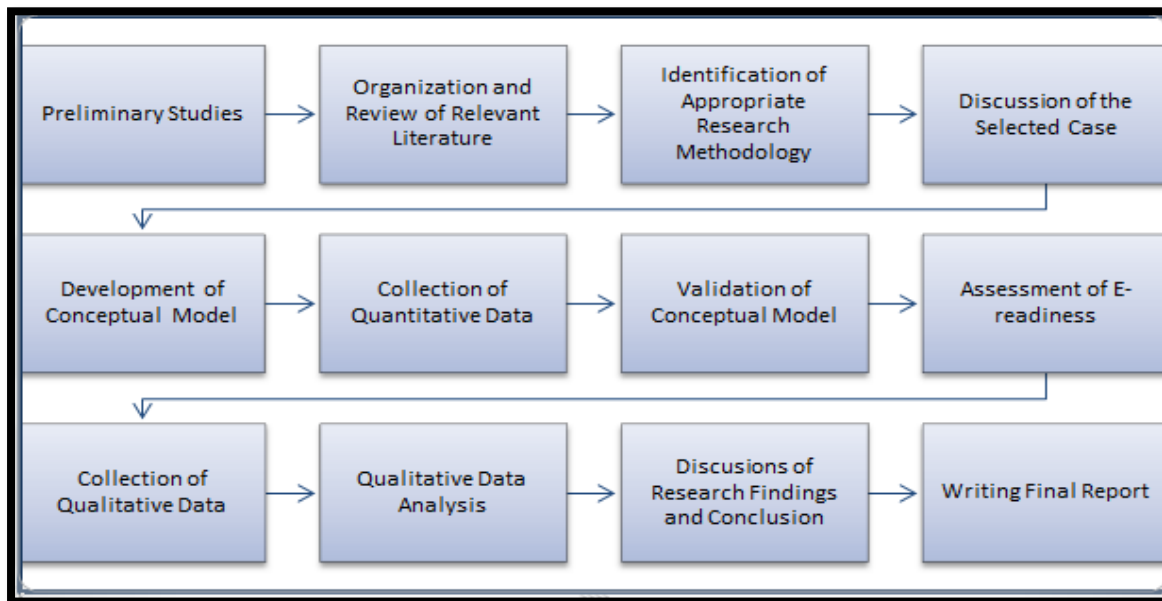 Preliminary Studies
Organization and
Review of Relevant
Literature
Identification of
Appropriate
Research
Methodology
Discussion of the
Selected Case
Development of
Conceptual Model
Collection of
Quantitative Data
Validation of
Conceptual Model
Assessment of E-
readiness
Collection of
Qualitative Data
Qualitative Data
Analysis
Discusions of
Research Findings
and Conclusion
Writing Final Report